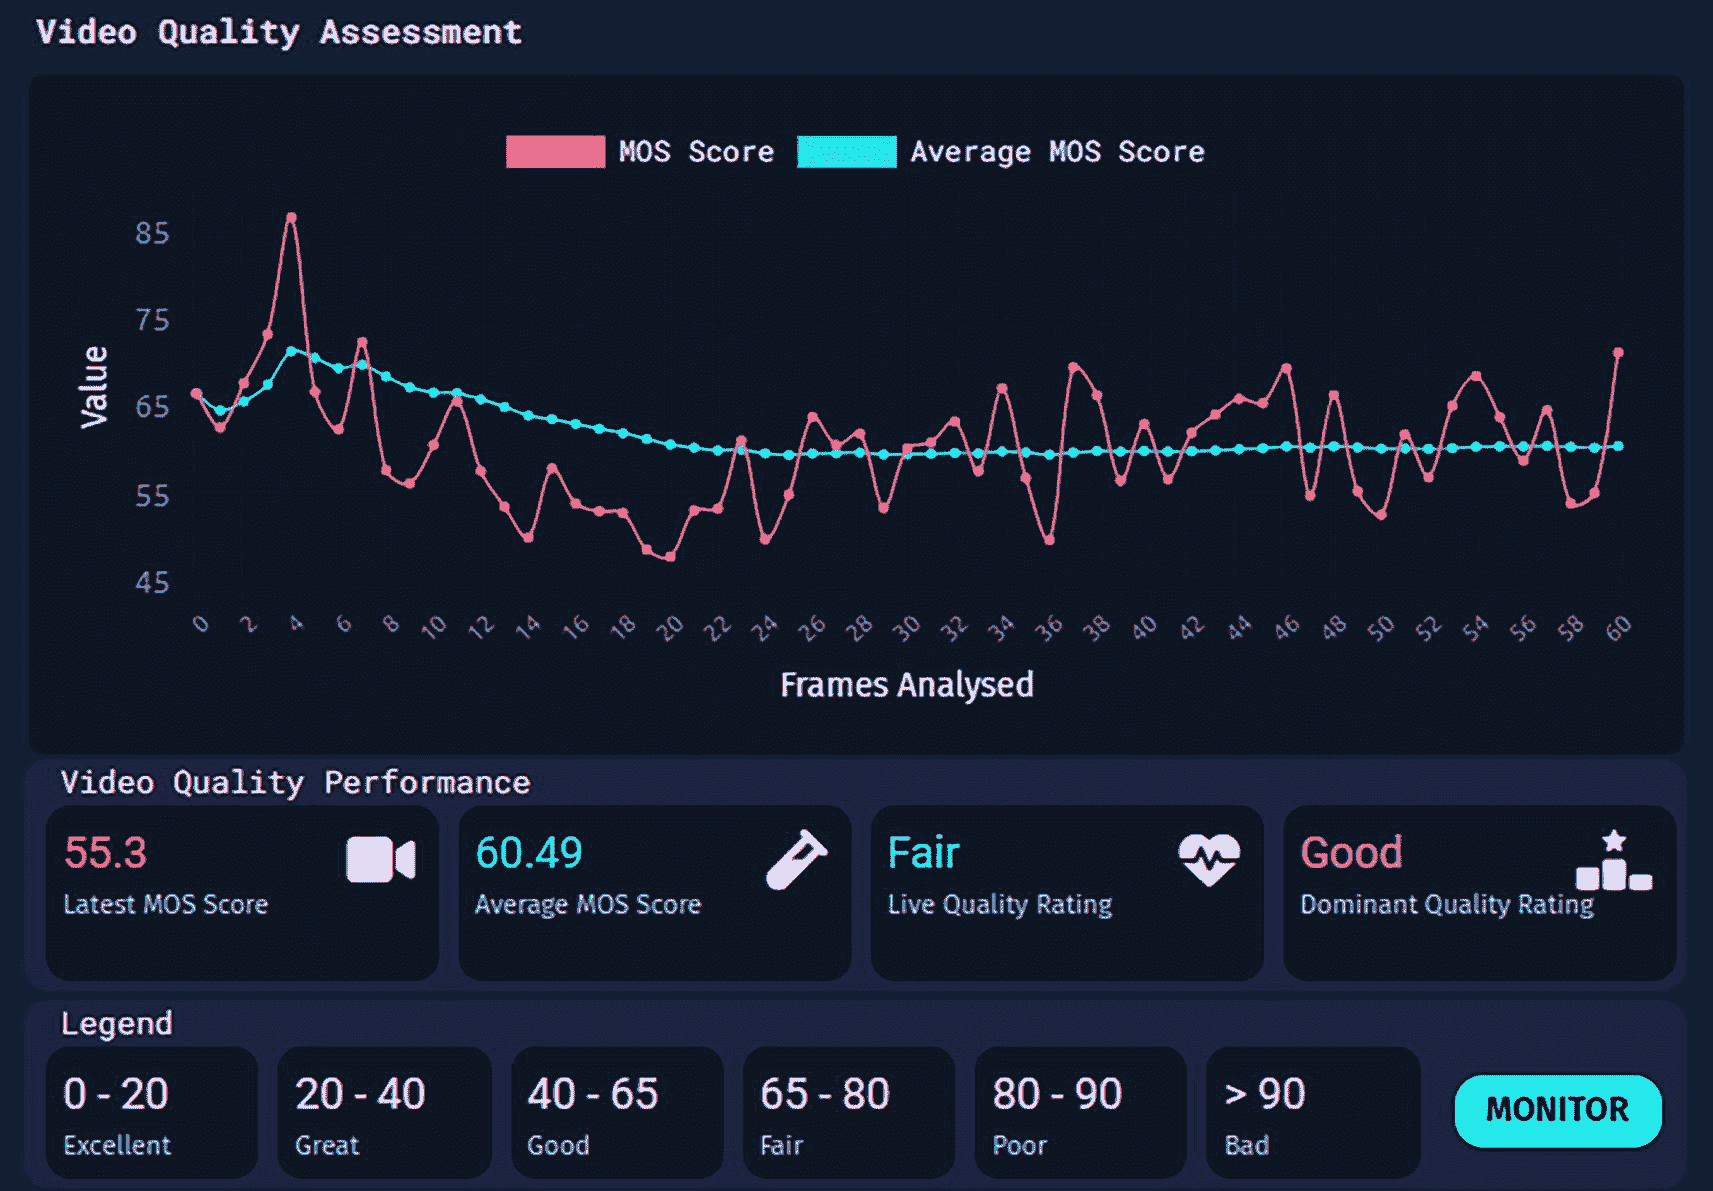 Video Quality Assessment
MOS Score Average MOS Score
85
75
65
55
45
Value
0 2 4 6 8 10 12 14 16 18 20 22 24 26 28 30 32 34 36 38 40 42 44 46 48 50 52 54 56 58 60
Frames Analysed
Video Quality Performance
55.3
Latest MOS Score
60.49
Average MOS Score
Fair
Live Quality Rating
Good
Dominant Quality Rating
Legend
0 - 20
Excellent
20 - 40
Great
40 - 65
Good
65 - 80
Fair
80 - 90
Poor
> 90
Bad
MONITOR